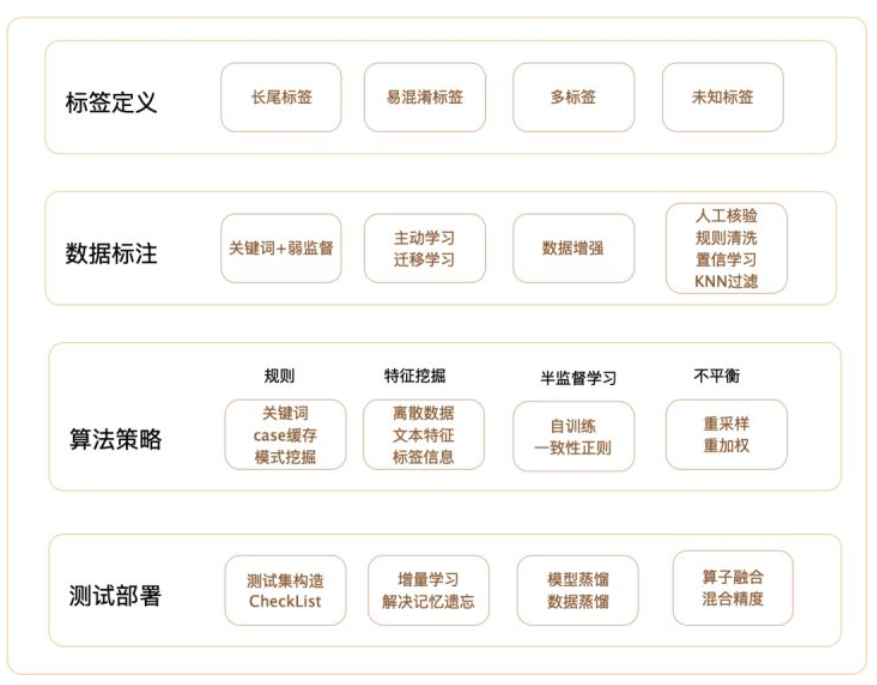 标签定义
长尾标签
易混淆标签
多标签
未知标签
数据标注
关键词+弱监督
主动学习
迁移学习
数据增强
人工核验
规则清洗
置信学习
KNN过滤
算法策略
规则
关键词
case缓存
模式挖掘
特征挖掘
离散数据
文本特征
标签信息
半监督学习
自训练
一致性正则
不平衡
重采样
重加权
测试部署
测试集构造
CheckList
增量学习
解决记忆遗忘
模型蒸馏
数据蒸馏
算子融合
混合精度